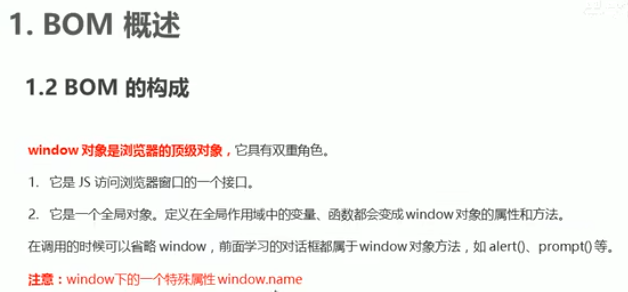 1. BOM 概述
1.2 BOM 的构成
window 对象是浏览器的顶级对象，它具有双重角色。
1. 它是 JS 访问浏览器窗口的一个接口。
2. 它是一个全局对象。定义在全局作用域中的变量、函数都会变成 window 对象的属性和方法。
在调用的时候可以省略 window，前面学习的对话框都属于 window 对象方法，如 alert()、prompt() 等。
注意：window下的一个特殊属性 window.name